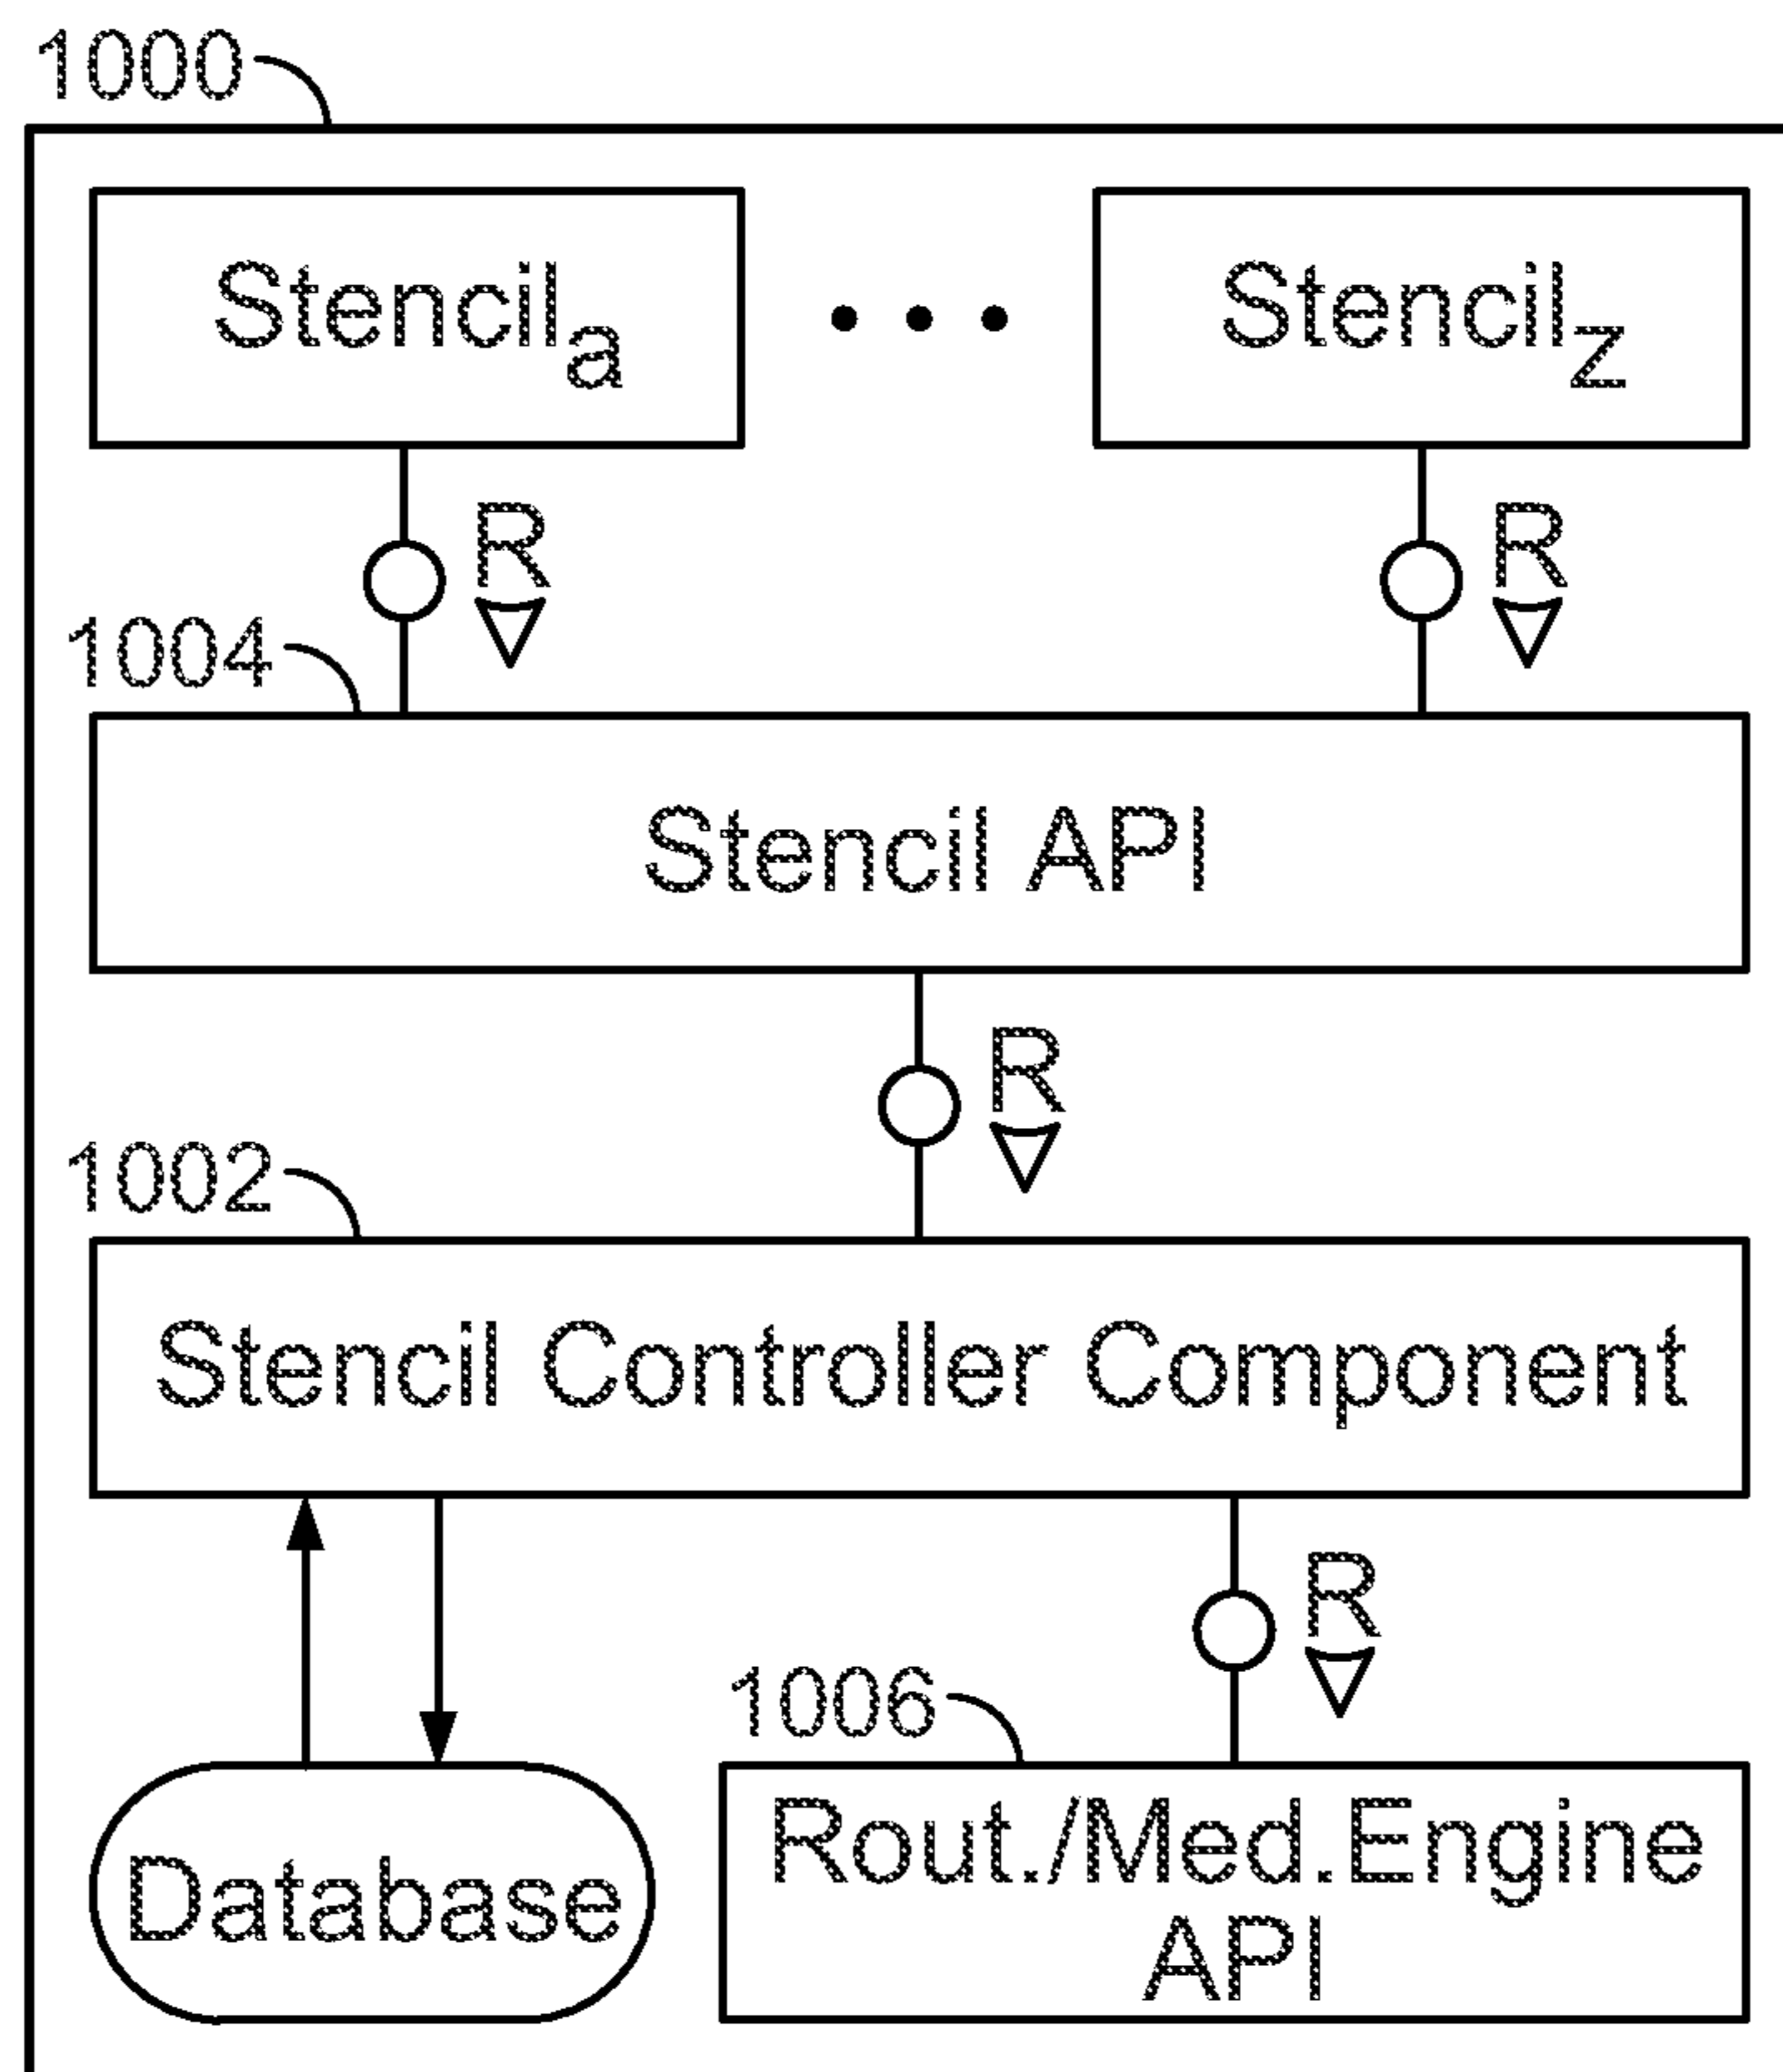 1000
Stencila
Stencilz
R
R
1004
Stencil API
R
1002
Stencil Controller Component
R
1006
Database
Rout./Med.Engine
API